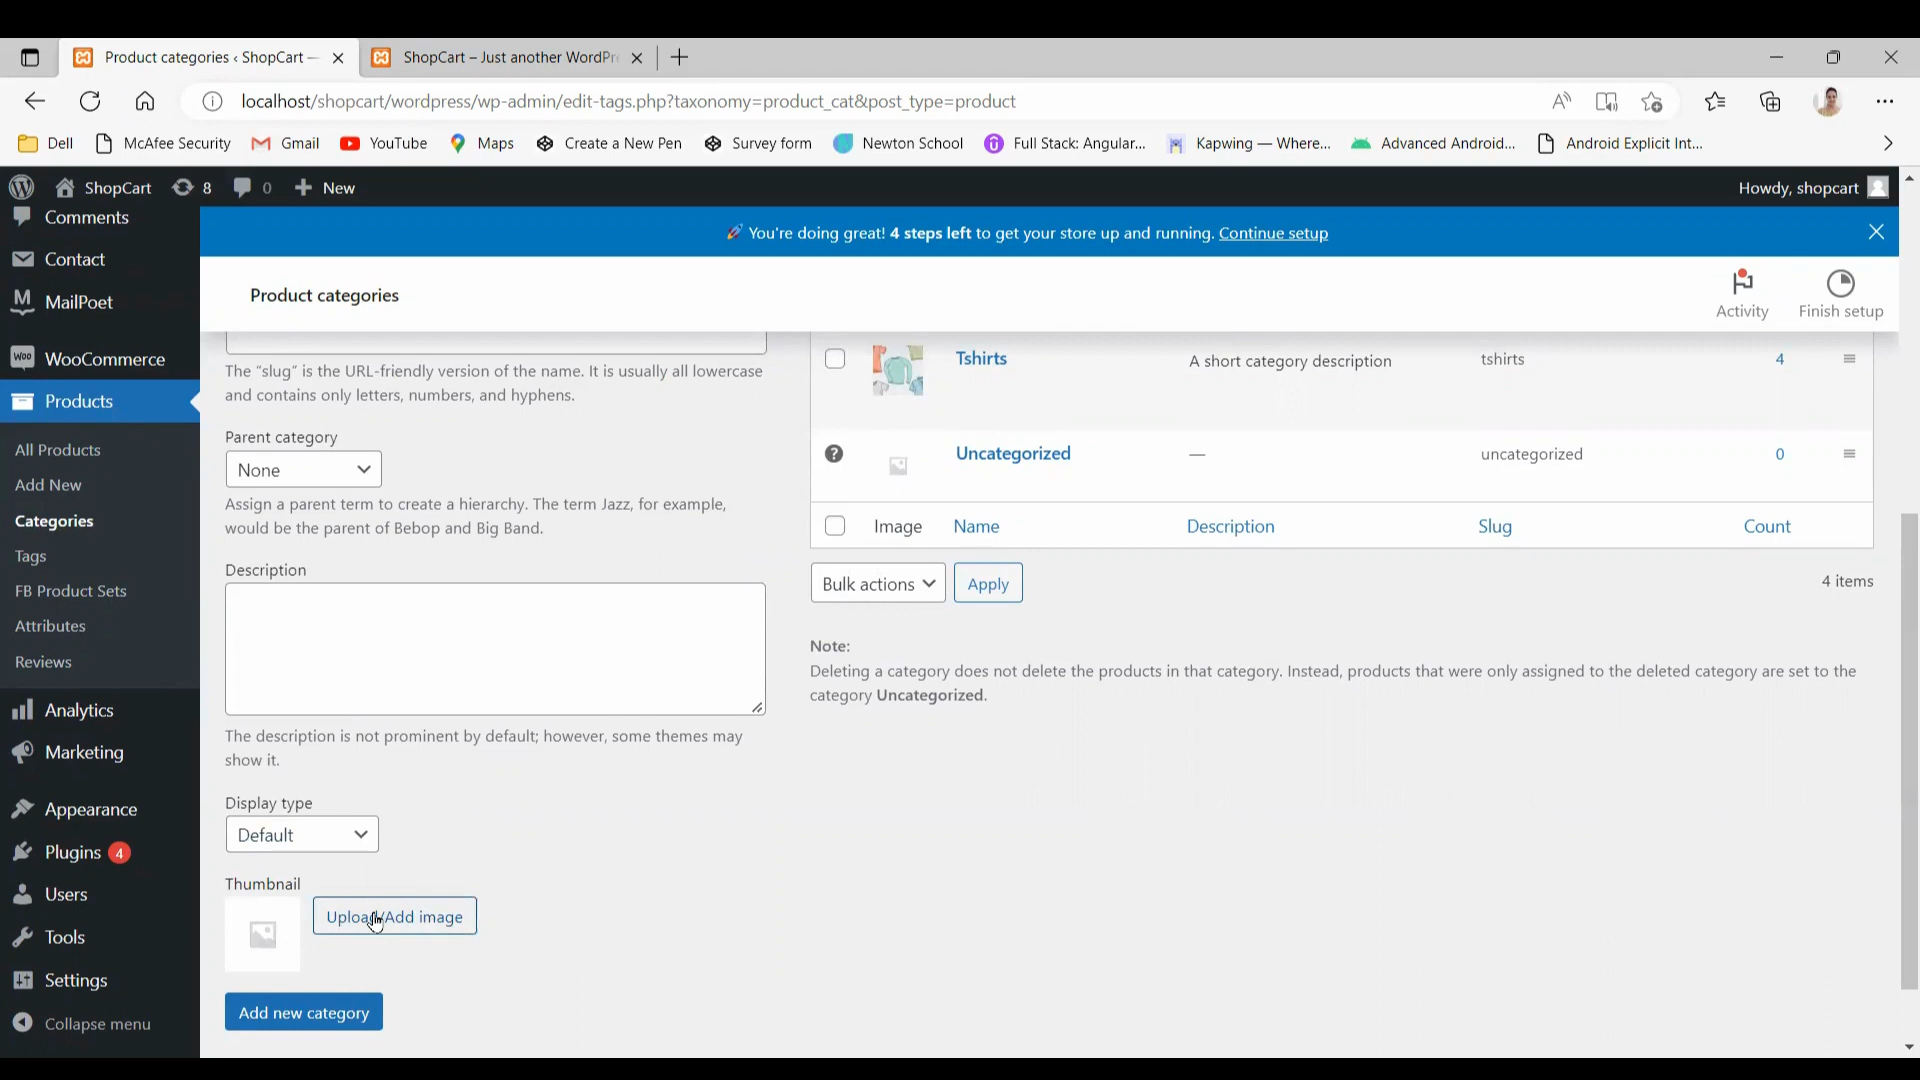 Product categories ‹ ShopCart —
ShopCart – Just another WordPr
localhost/shopcart/wordpress/wp-admin/edit-tags.php?taxonomy=product_cat&post_type=product
Dell
McAfee Security
Gmail
YouTube
Maps
Create a New Pen
Survey form
Newton School
Full Stack: Angular...
Kapwing — Where...
Advanced Android...
Android Explicit Int...
ShopCart
8
0
New
Howdy, shopcart
Comments
Contact
MailPoet
WooCommerce
Products
All Products
Add New
Categories
Tags
FB Product Sets
Attributes
Reviews
Analytics
Marketing
Appearance
Plugins 4
Users
Tools
Settings
Collapse menu
🚀 You're doing great! 4 steps left to get your store up and running. Continue setup
Product categories
Activity
Finish setup
The “slug” is the URL-friendly version of the name. It is usually all lowercase
and contains only letters, numbers, and hyphens.
Parent category
None
Assign a parent term to create a hierarchy. The term Jazz, for example,
would be the parent of Bebop and Big Band.
Description
The description is not prominent by default; however, some themes may
show it.
Display type
Default
Thumbnail
Upload/Add image
Add new category
Tshirts A short category description tshirts 4
Uncategorized — uncategorized 0
Image Name Description Slug Count
Bulk actions Apply 4 items
Note:
Deleting a category does not delete the products in that category. Instead, products that were only assigned to the deleted category are set to the
category Uncategorized.